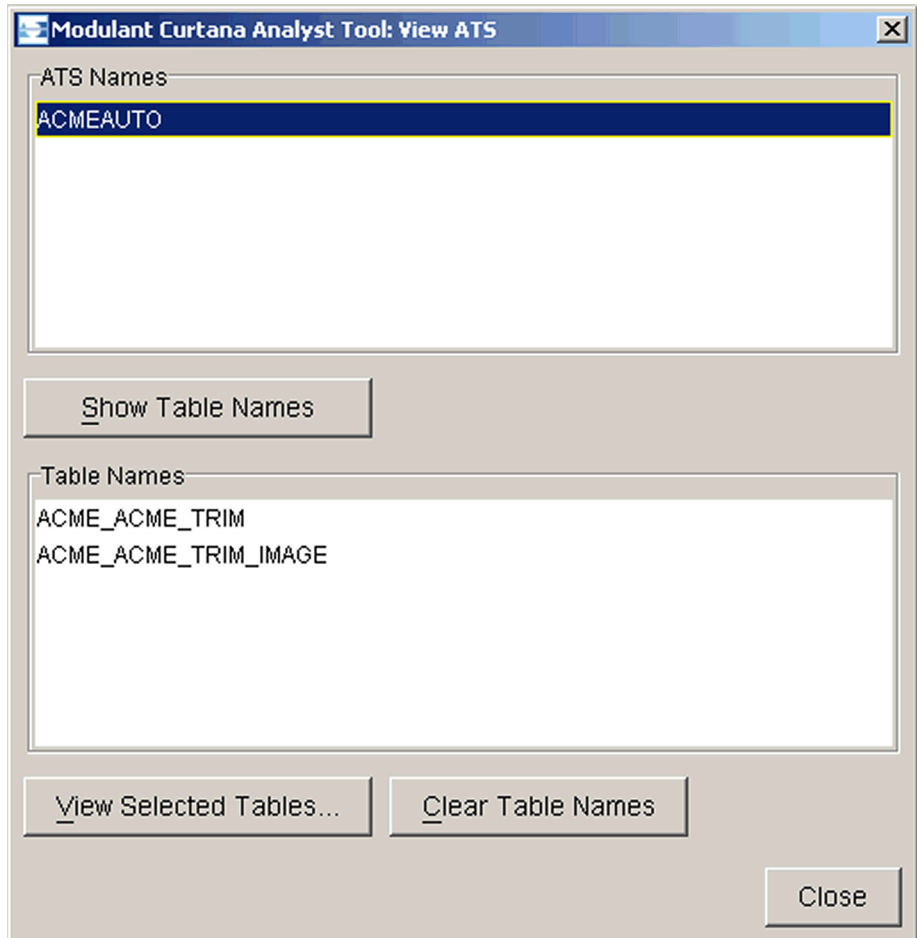 Modulant Curtana Analyst Tool: View ATS
ATS Names
ACMEAUTO
Show Table Names
Table Names
ACME_ACME_TRIM
ACME_ACME_TRIM_IMAGE
View Selected Tables... Clear Table Names
Close